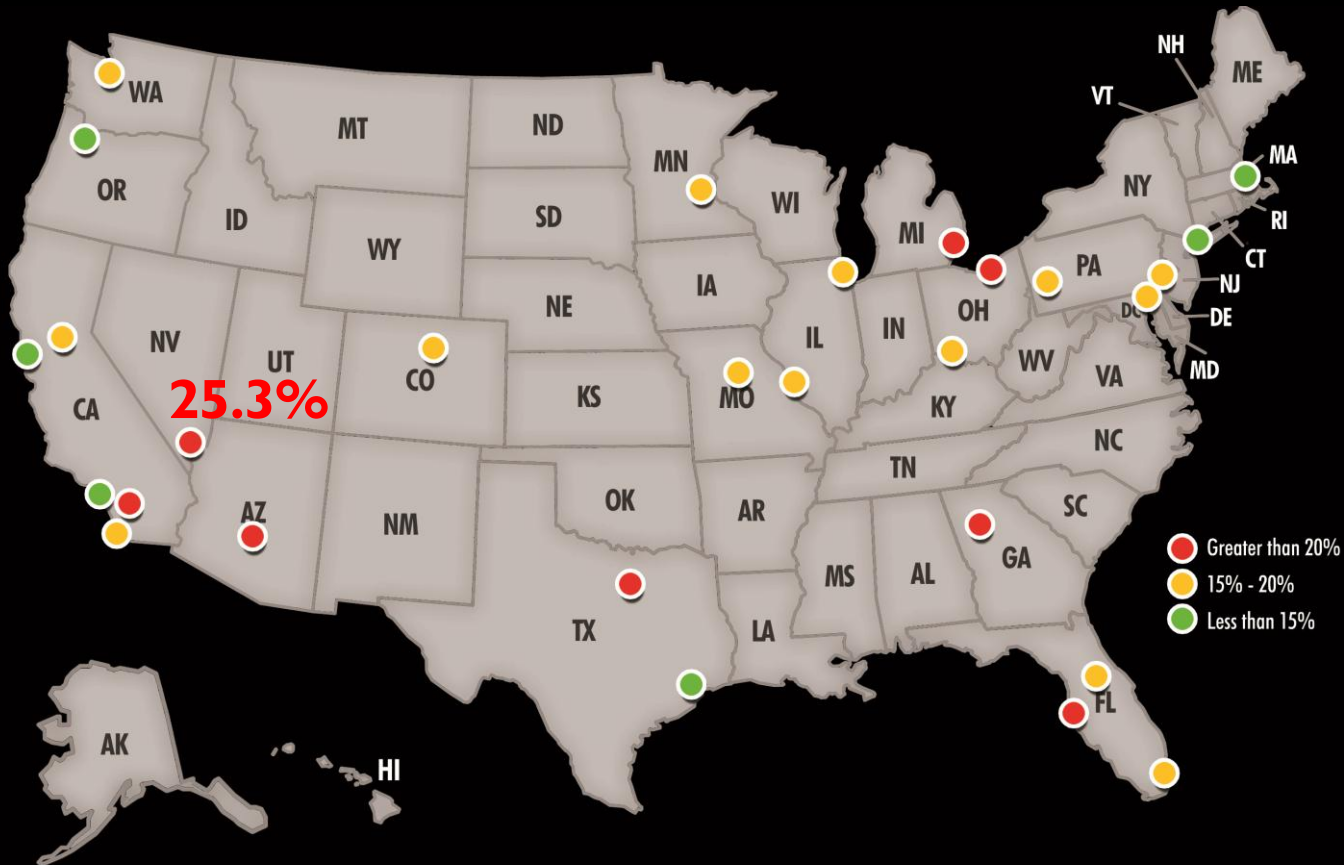 NH
ME
VT
WA
MT
ND
MN
MA
OR
NY
ID
SD
WI
MI
RI
WY
CT
PA
IA
NJ
NE
OH
DC
DE
NV
IL
IN
UT
CO
WV
MD
25.3%
KS
MO
VA
CA
KY
NC
TN
AZ
NM
OK
AR
SC
Greater than 20%
GA
MS
AL
15% - 20%
TX
LA
Less than 15%
FL
AK
HI